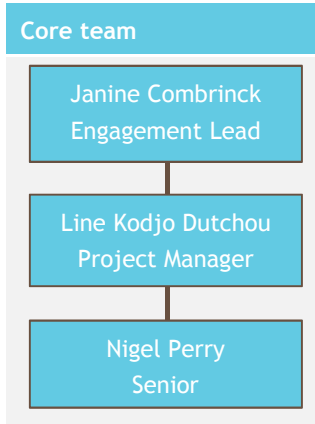 Core team
Janine Combrinck
Engagement Lead
Line Kodjo Dutchou
Project Manager
Nigel Perry
Senior